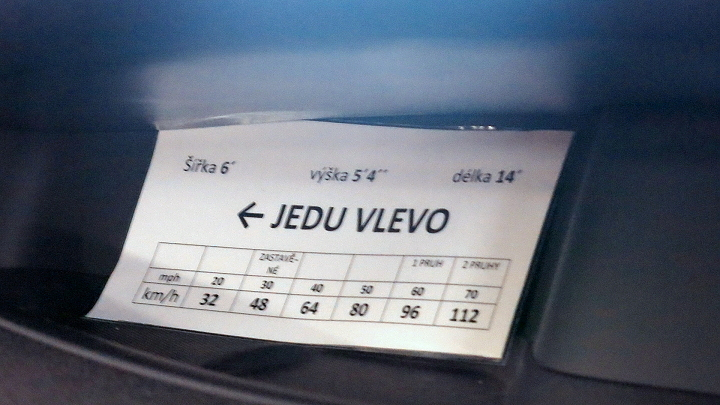 Šířka 6´ výška 5´4´´ délka 14´
← JEDU VLEVO
ZASTAVĚ-
NÉ 1 PRUH 2 PRUHY
mph 20 30 40 50 60 70
km/h 32 48 64 80 96 112